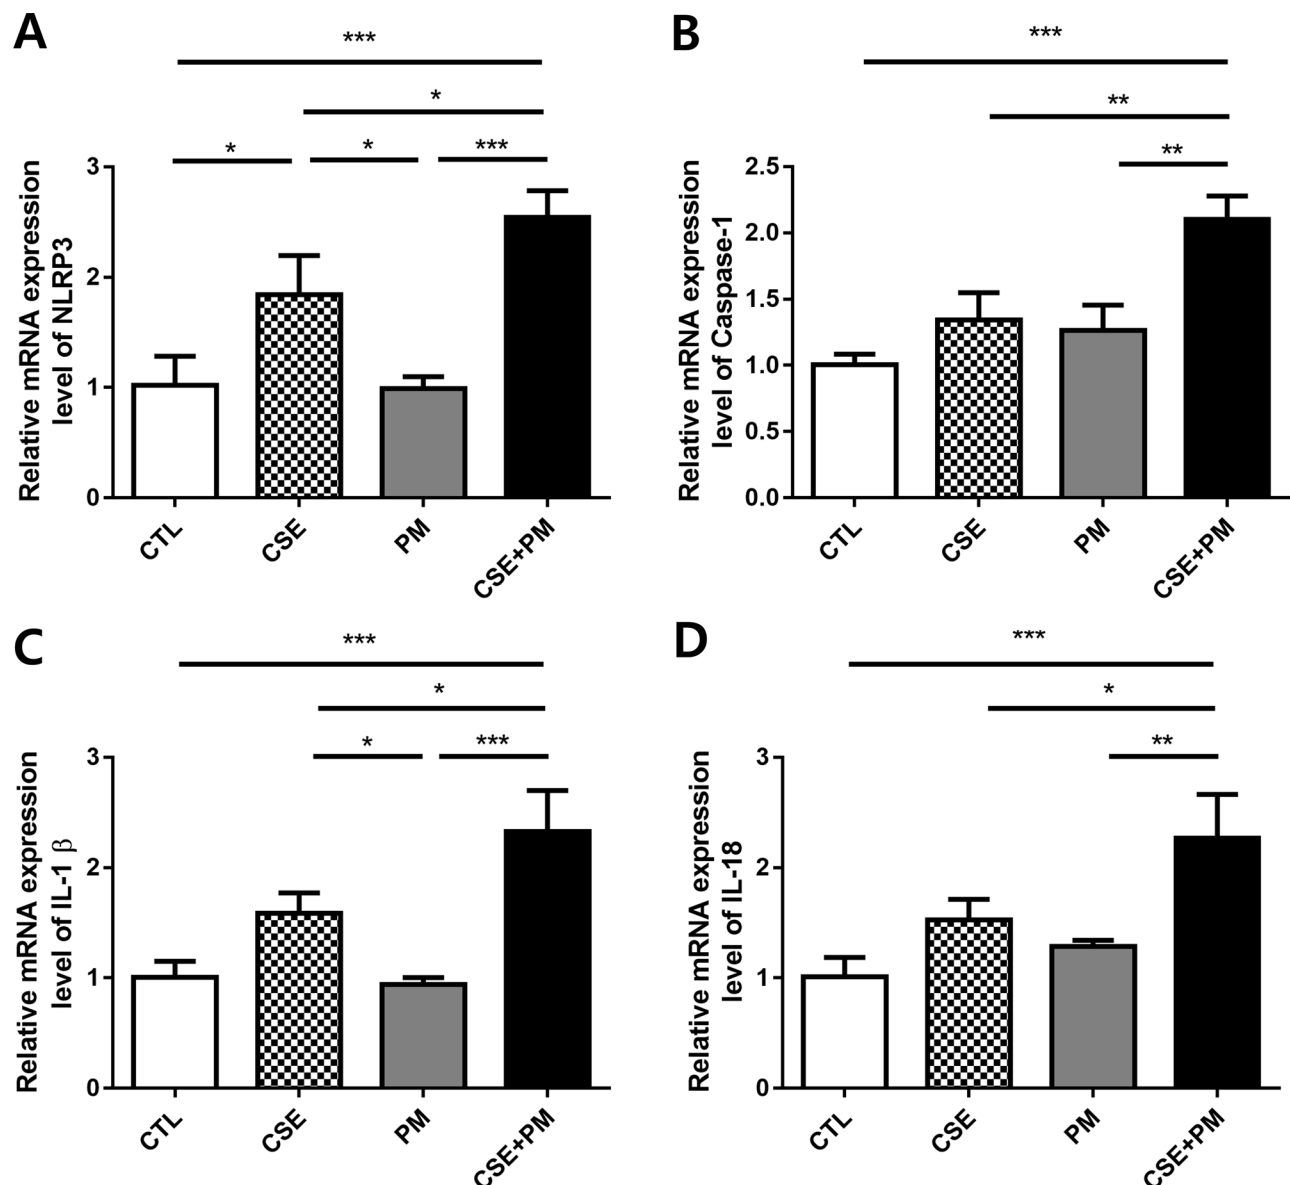 A
***
*
*
*
***
Relative mRNA expression
level of NLRP3
3
2
1
0
CTL
CSE
PM
CSE+PM
B
***
**
**
Relative mRNA expression
level of Caspase-1
2.5
2.0
1.5
1.0
0.5
0.0
CTL
CSE
PM
CSE+PM
C
***
*
*
***
Relative mRNA expression
level of IL-1 β
3
2
1
0
CTL
CSE
PM
CSE+PM
D
***
*
**
Relative mRNA expression
level of IL-18
3
2
1
0
CTL
CSE
PM
CSE+PM